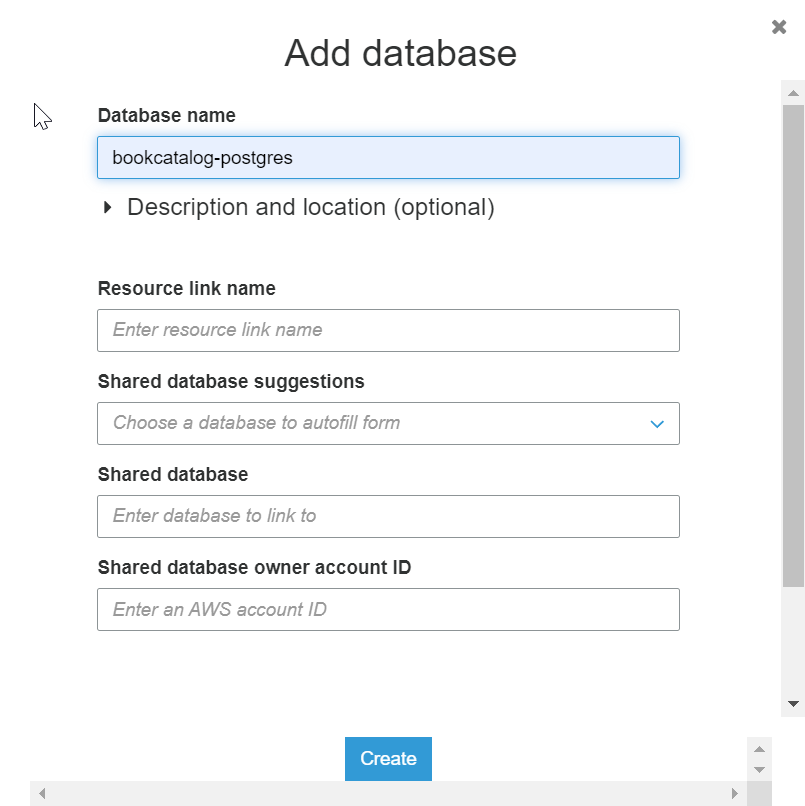 Add database
Database name
bookcatalog-postgres
Description and location (optional)
Resource link name
Enter resource link name
Shared database suggestions
Choose a database to autofill form
Shared database
Enter database to link to
Shared database owner account ID
Enter an AWS account ID
Create